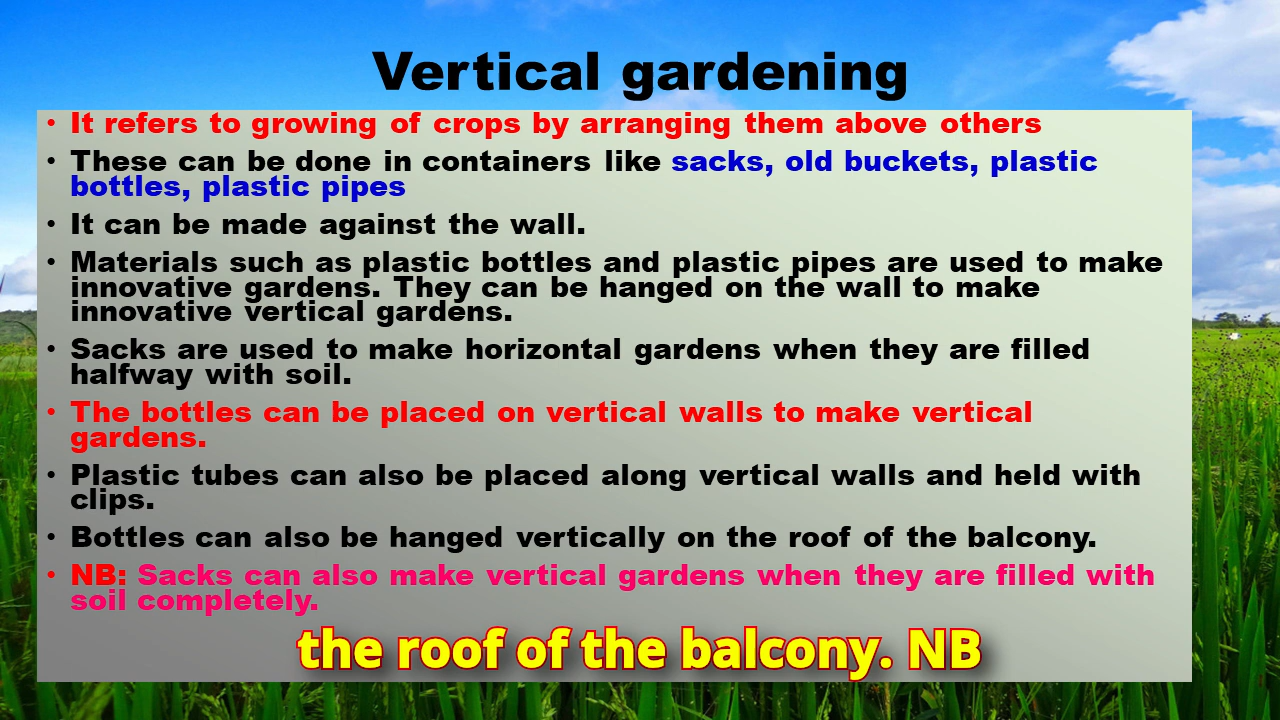 Vertical gardening
• It refers to growing of crops by arranging them above others
• These can be done in containers like sacks, old buckets, plastic
bottles, plastic pipes
• It can be made against the wall.
• Materials such as plastic bottles and plastic pipes are used to make
innovative gardens. They can be hanged on the wall to make
innovative vertical gardens.
• Sacks are used to make horizontal gardens when they are filled
halfway with soil.
• The bottles can be placed on vertical walls to make vertical
gardens.
• Plastic tubes can also be placed along vertical walls and held with
clips.
• Bottles can also be hanged vertically on the roof of the balcony.
• NB: Sacks can also make vertical gardens when they are filled with
soil completely.
the roof of the balcony. NB